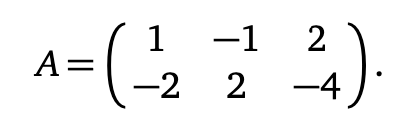 A = ( 1 −1 2
−2 2 −4 ).